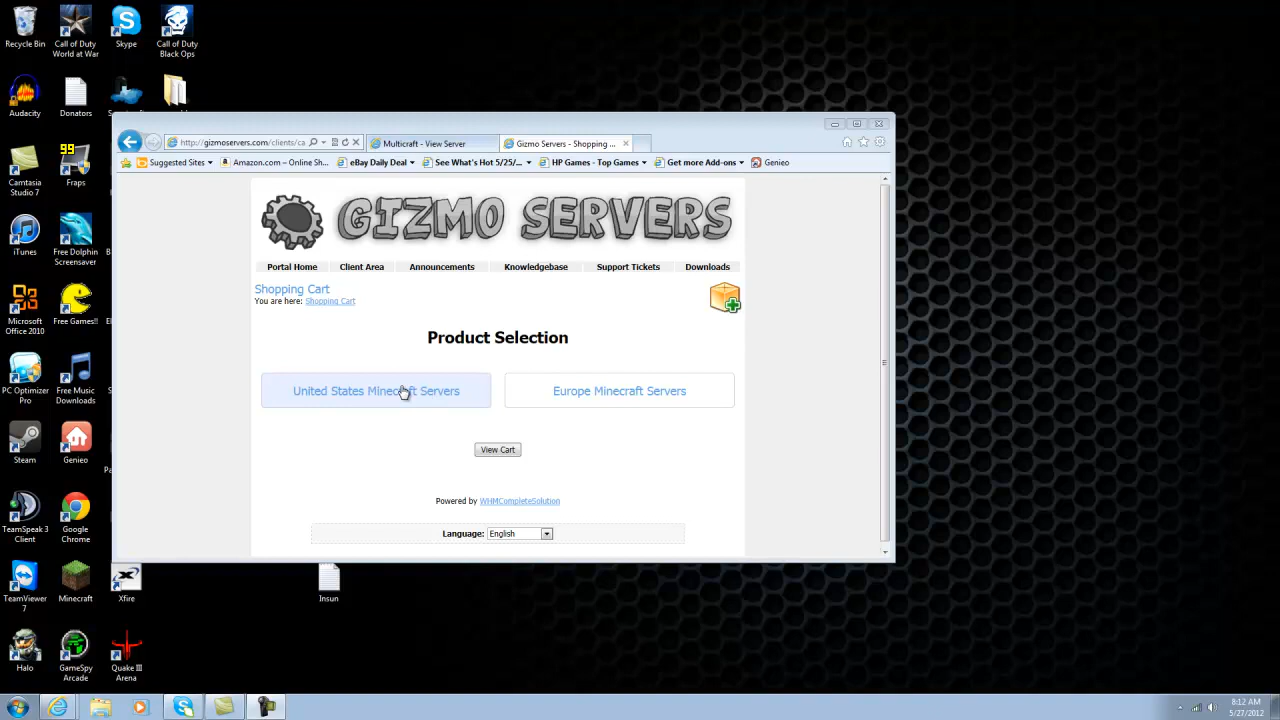 Recycle Bin
Call of Duty
World at War
Skype
Call of Duty
Black Ops
Audacity
Donators
99
Camtasia
Studio 7
Fraps
iTunes
Free Dolphin
Screensaver
Microsoft
Office 2010
Free Games!!
PC Optimizer
Pro
Free Music
Downloads
Steam
Genieo
TeamSpeak 3
Client
Google
Chrome
TeamViewer
7
Minecraft
Xfire
Insun
Halo
GameSpy
Arcade
Quake III
Arena
http://gizmoservers.com/clients/ca
Multicraft - View Server
Gizmo Servers - Shopping ...
Suggested Sites
Amazon.com – Online Sh...
eBay Daily Deal
See What's Hot 5/25/...
HP Games - Top Games
Get more Add-ons
Genieo
GIZMO SERVERS
Portal Home
Client Area
Announcements
Knowledgebase
Support Tickets
Downloads
Shopping Cart
You are here: Shopping Cart
Product Selection
United States Minecraft Servers
Europe Minecraft Servers
View Cart
Powered by WHMCompleteSolution
Language: English
8:12 AM
5/27/2012